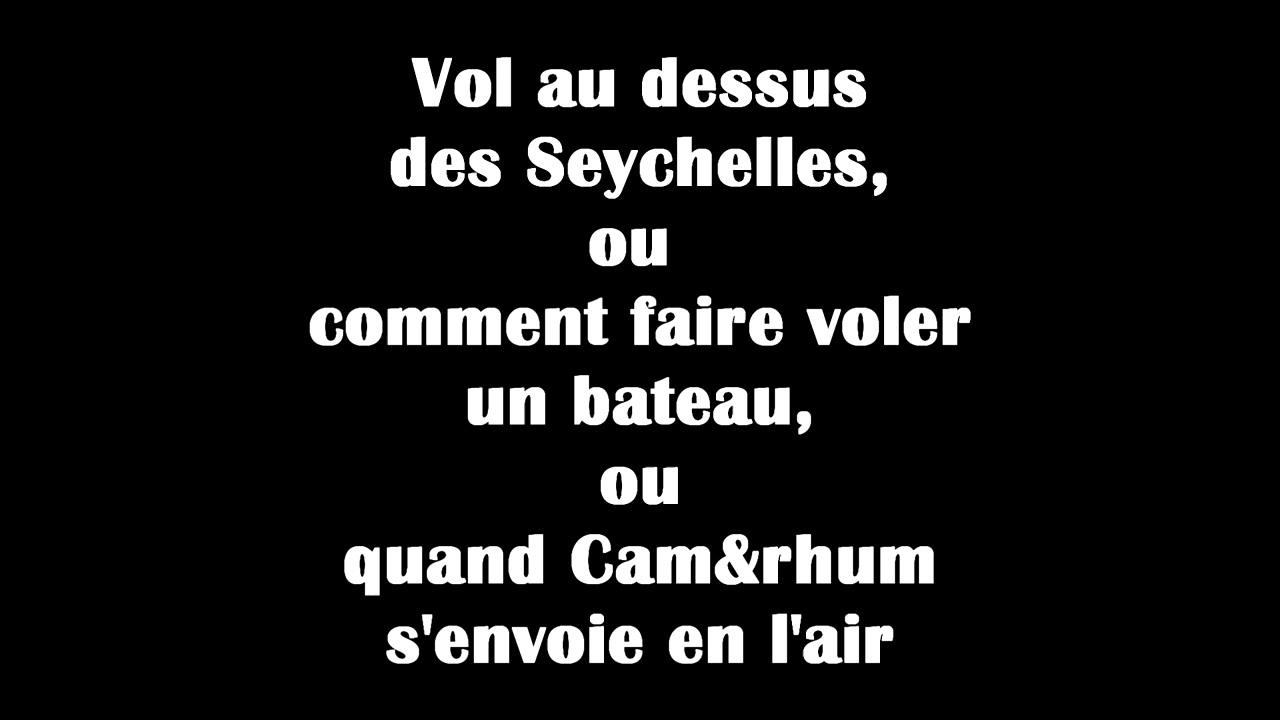 Vol au dessus
des Seychelles,
ou
comment faire voler
un bateau,
ou
quand Cam&rhum
s'envoie en l'air